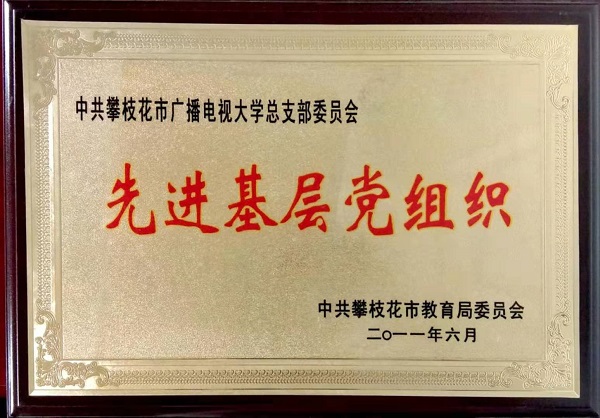 中共攀枝花市广播电视大学总支部委员会
先进基层党组织
中共攀枝花市教育局委员会
二○一一年六月